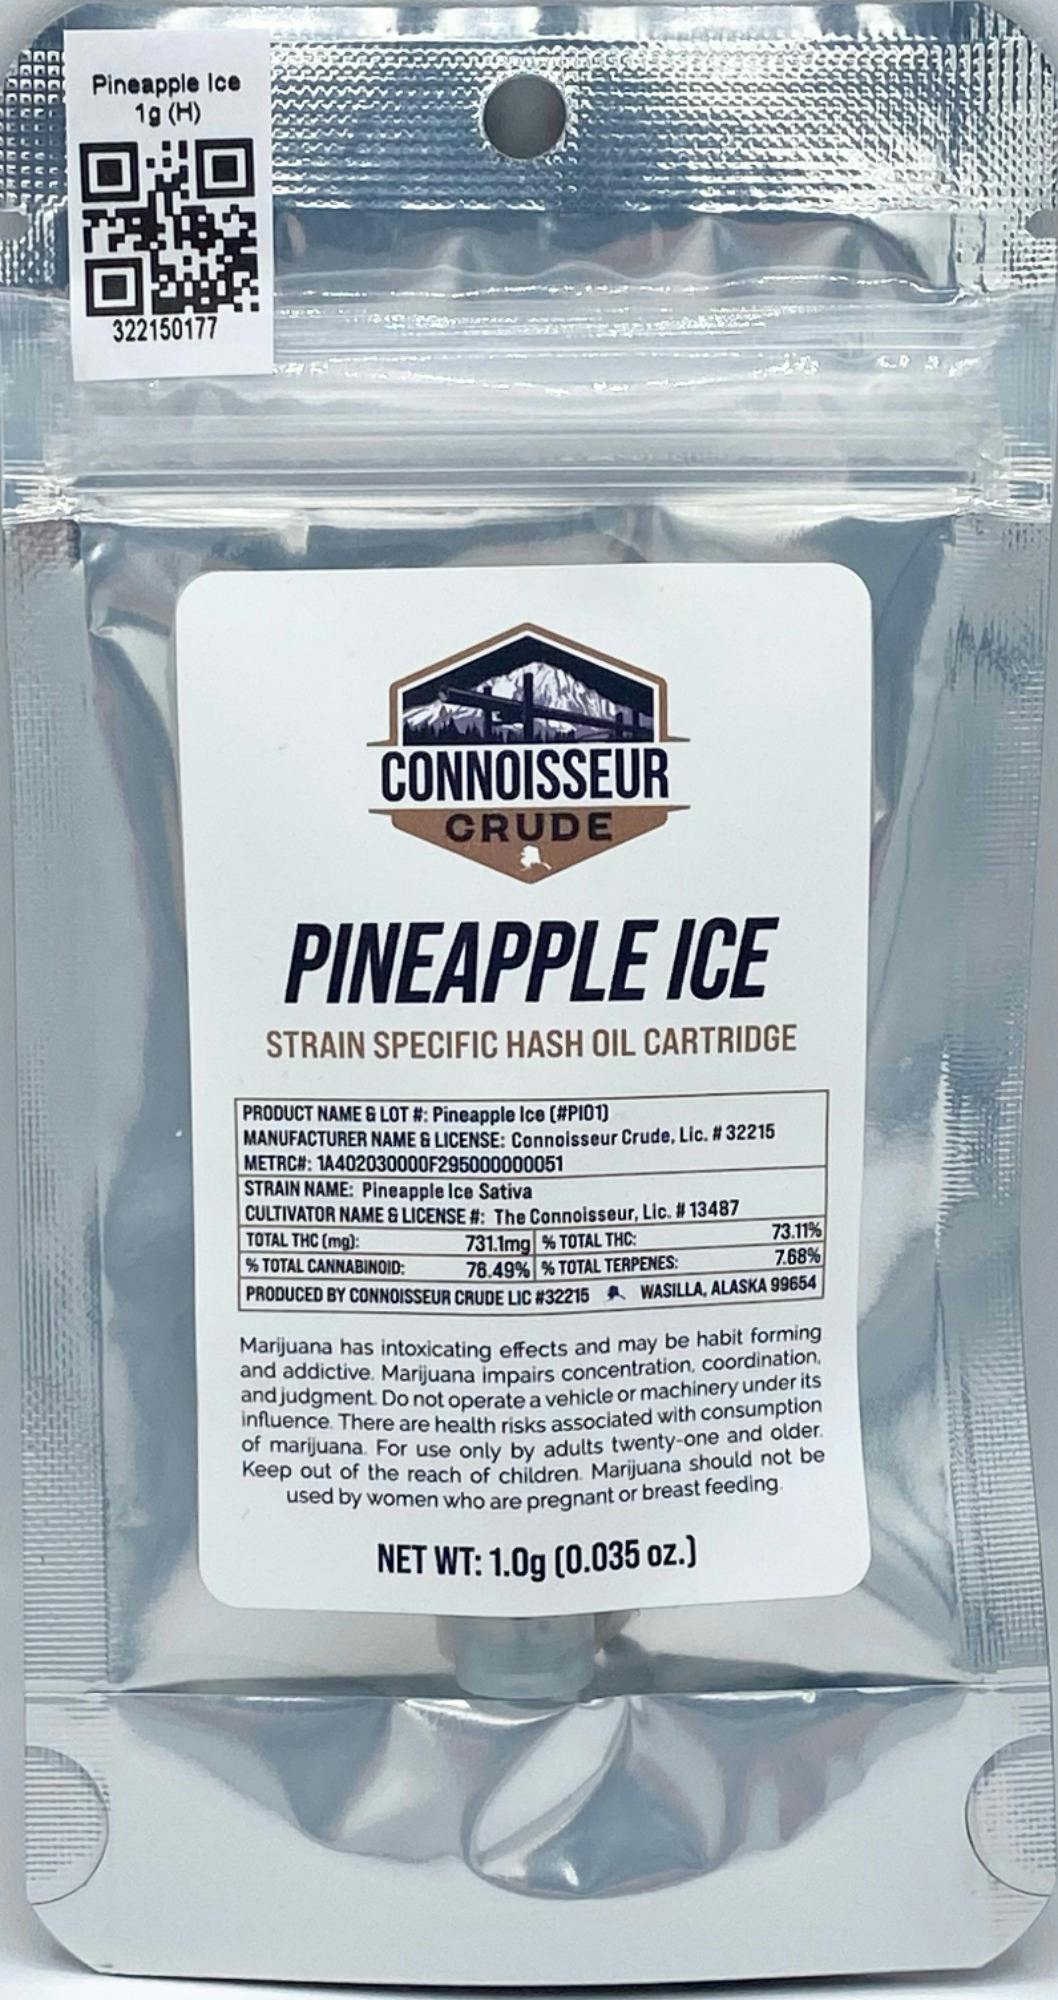 Pineapple Ice
1g (H)
322150177
CONNOISSEUR
CRUDE
PINEAPPLE ICE
STRAIN SPECIFIC HASH OIL CARTRIDGE
PRODUCT NAME & LOT #: Pineapple Ice (#PI01)
MANUFACTURER NAME & LICENSE: Connoisseur Crude, Lic. # 32215
METRC#: 1A402030000F295000000051
STRAIN NAME: Pineapple Ice Sativa
CULTIVATOR NAME & LICENSE #: The Connoisseur, Lic. # 13487
TOTAL THC (mg): 731.1mg % TOTAL THC: 73.11%
% TOTAL CANNABINOID: 76.49% % TOTAL TERPENES: 7.68%
PRODUCED BY CONNOISSEUR CRUDE LIC #32215 WASILLA, ALASKA 99654
Marijuana has intoxicating effects and may be habit forming
and addictive. Marijuana impairs concentration, coordination,
and judgment. Do not operate a vehicle or machinery under its
influence. There are health risks associated with consumption
of marijuana. For use only by adults twenty-one and older.
Keep out of the reach of children. Marijuana should not be
used by women who are pregnant or breast feeding.
NET WT: 1.0g (0.035 oz.)